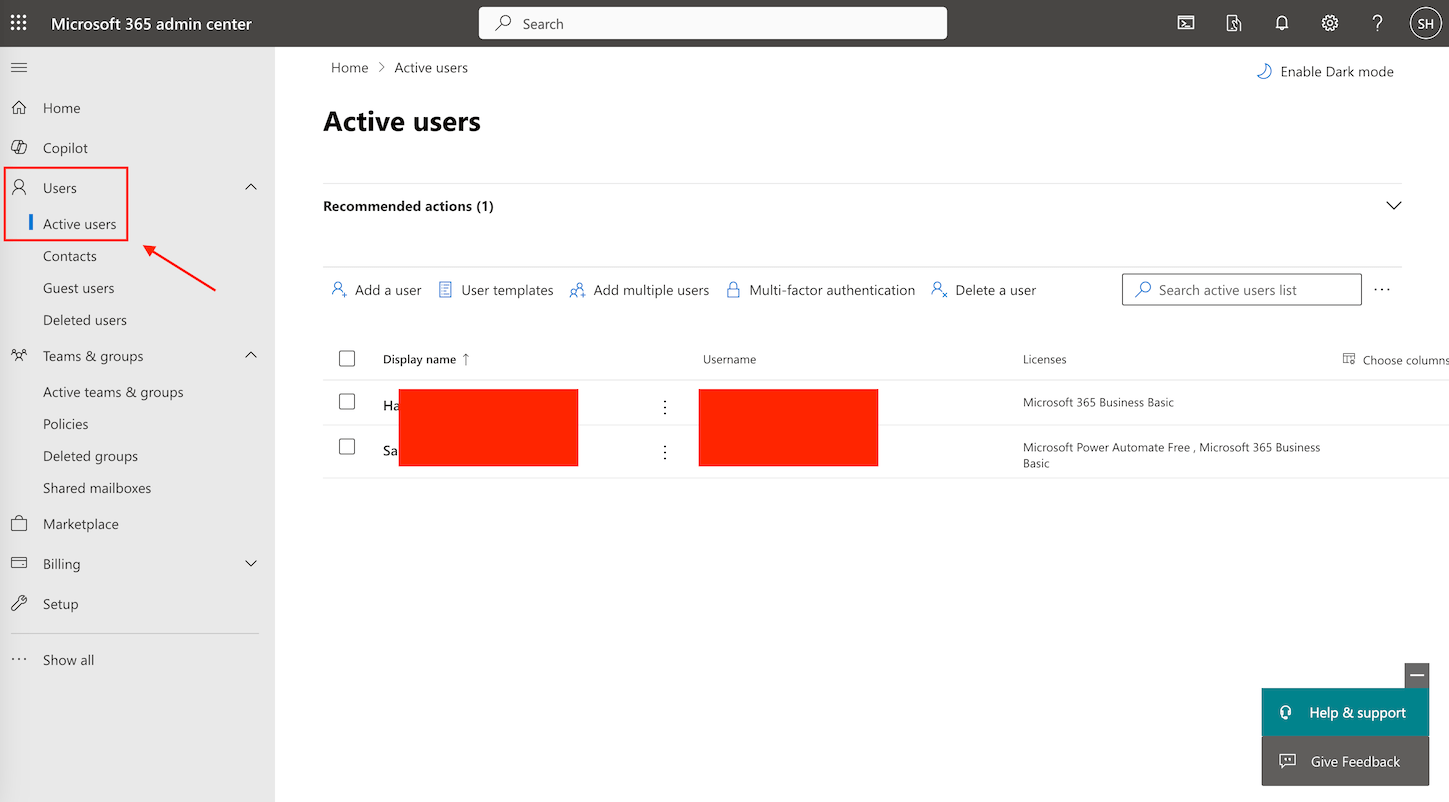 Microsoft 365 admin center
Search
SH
Home
Copilot
Users
Active users
Contacts
Guest users
Deleted users
Teams & groups
Active teams & groups
Policies
Deleted groups
Shared mailboxes
Marketplace
Billing
Setup
Show all
Home > Active users
Enable Dark mode
Active users
Recommended actions (1)
Add a user User templates Add multiple users Multi-factor authentication Delete a user Search active users list
Display name ↑ Username Licenses Choose columns
Ha Microsoft 365 Business Basic
Sa Microsoft Power Automate Free , Microsoft 365 Business
Basic
Help & support
Give Feedback